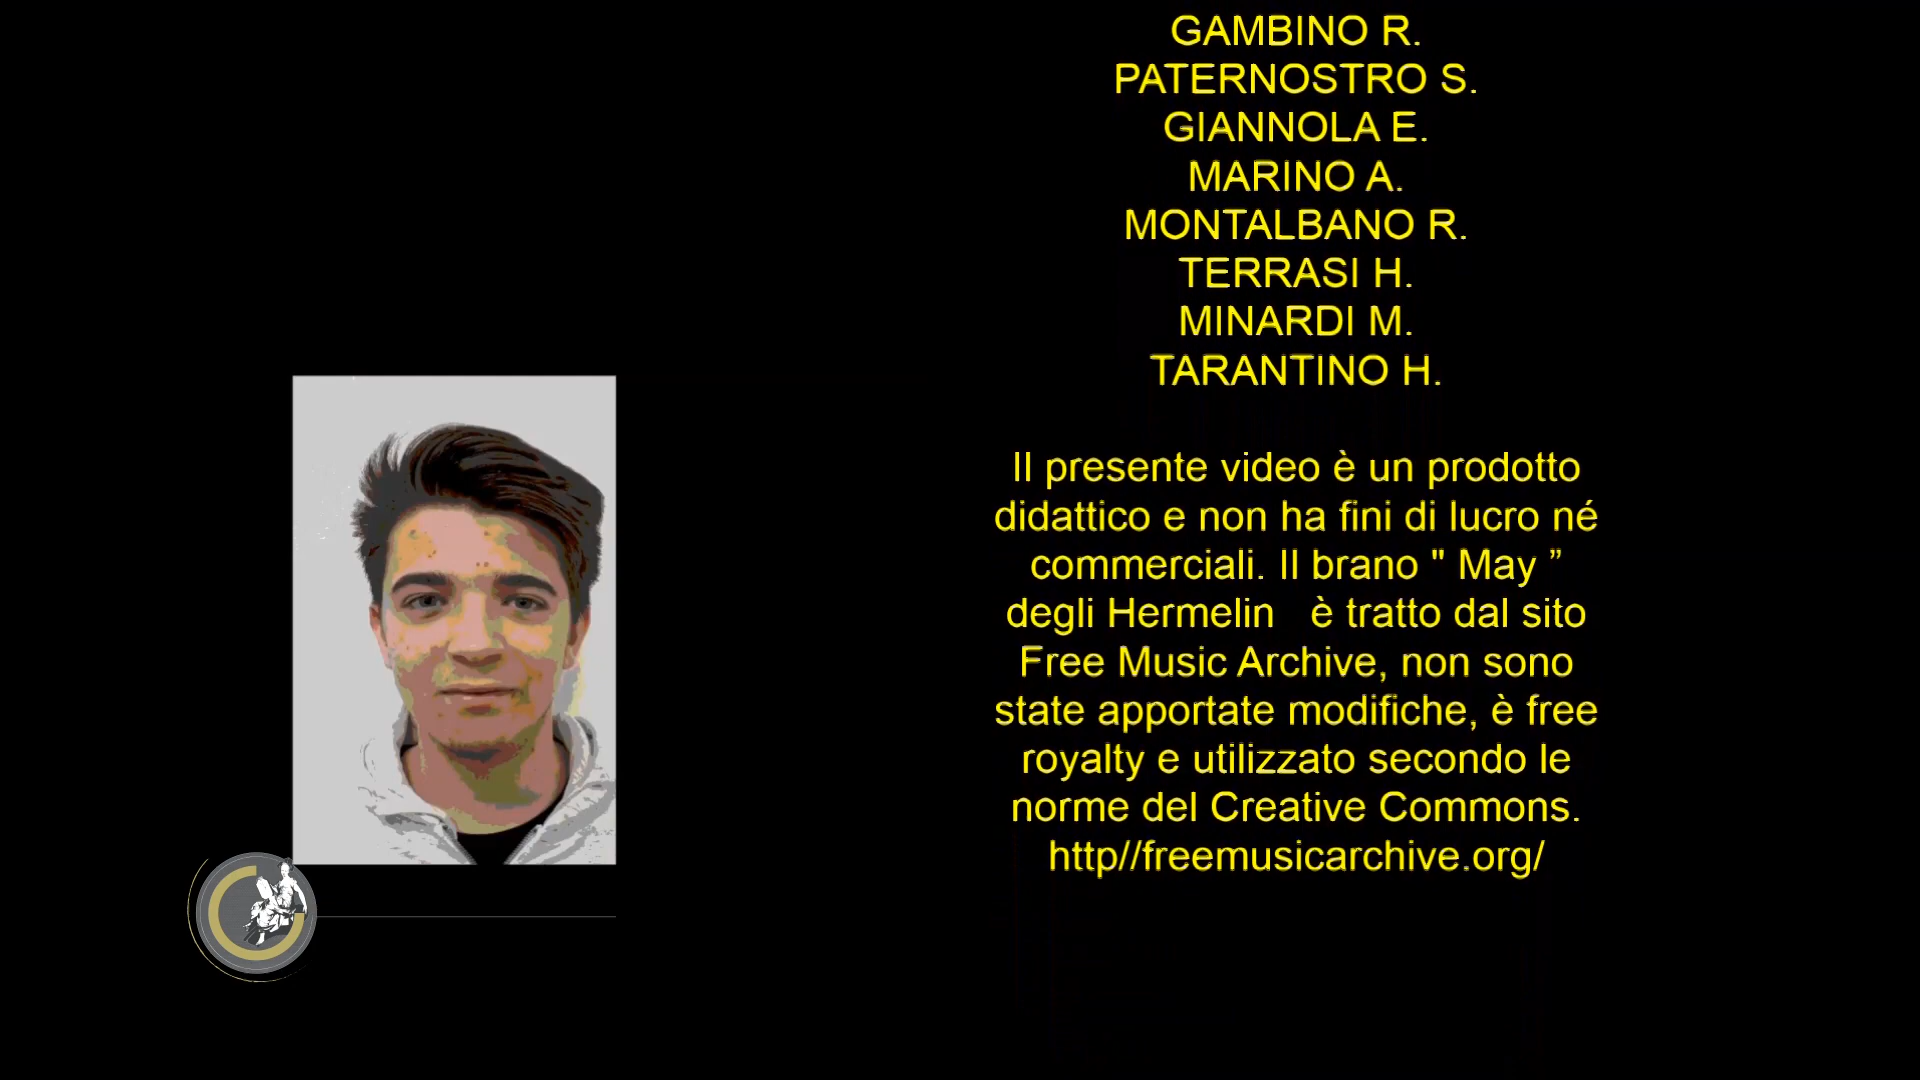 GAMBINO R.
PATERNOSTRO S.
GIANNOLA E.
MARINO A.
MONTALBANO R.
TERRASI H.
MINARDI M.
TARANTINO H.
Il presente video è un prodotto
didattico e non ha fini di lucro né
commerciali. Il brano " May ”
degli Hermelin   è tratto dal sito
Free Music Archive, non sono
state apportate modifiche, è free
royalty e utilizzato secondo le
norme del Creative Commons.
http//freemusicarchive.org/